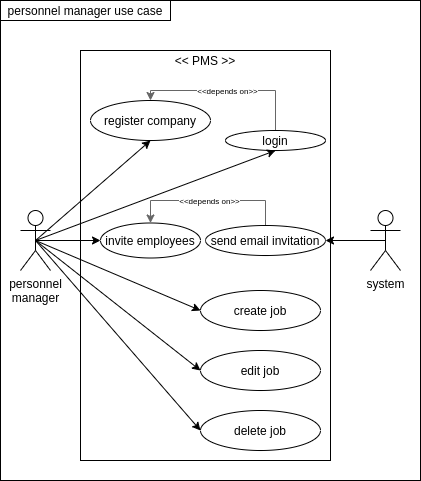 personnel manager use case
<< PMS >>
<<depends on>>
register company
login
<<depends on>>
invite employees
send email invitation
personnel
manager
system
create job
edit job
delete job